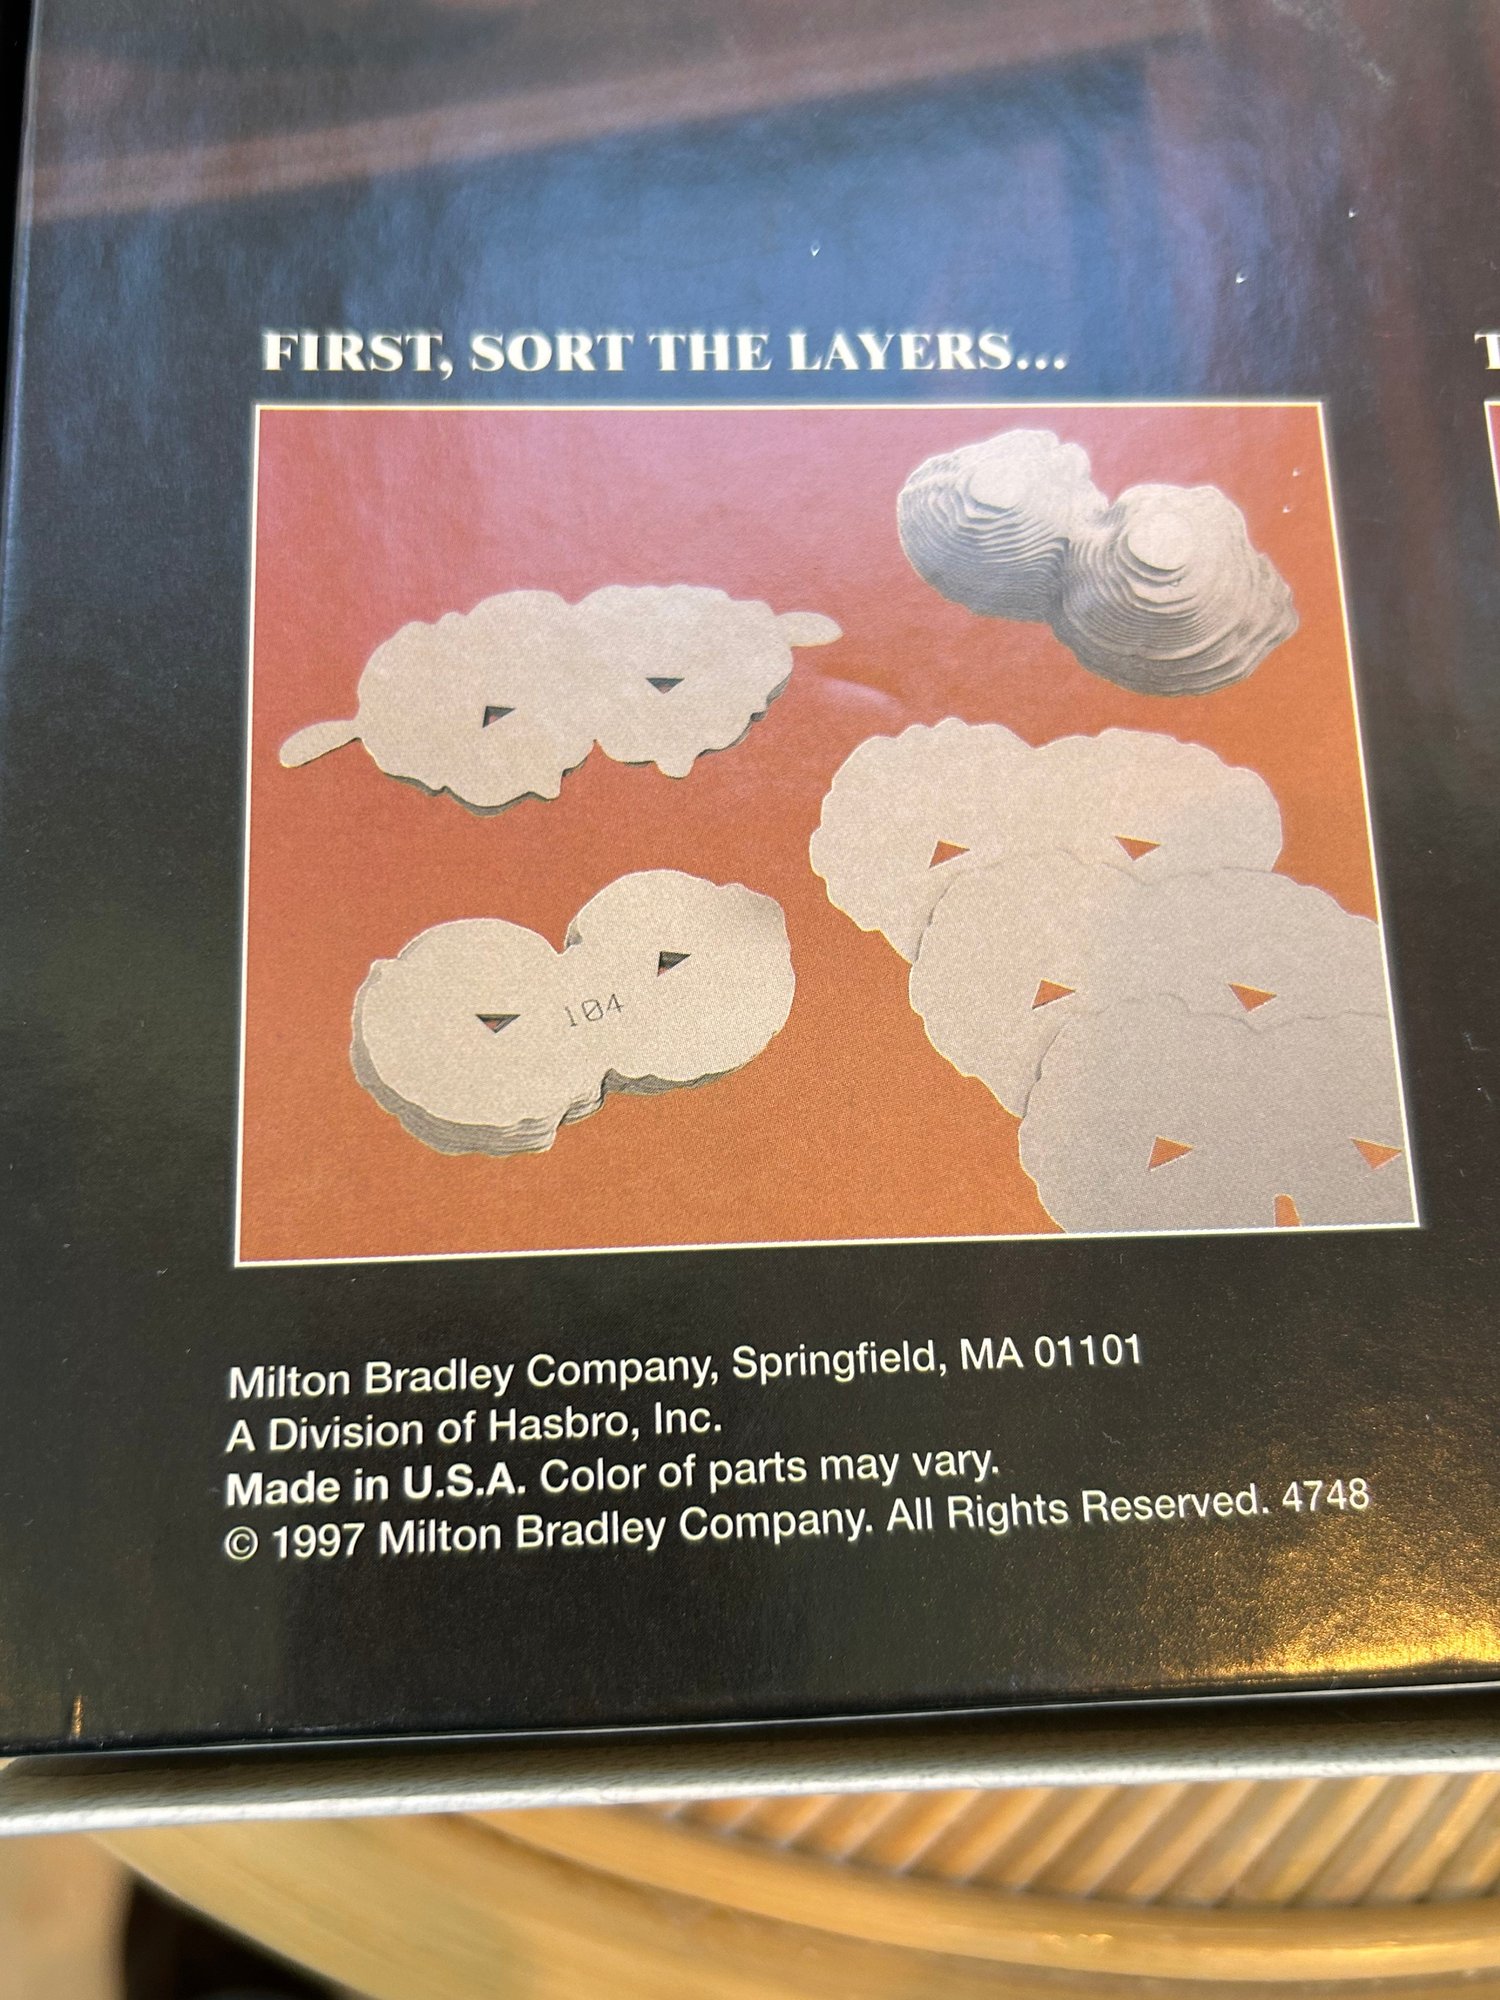 FIRST, SORT THE LAYERS...
104
Milton Bradley Company, Springfield, MA 01101
A Division of Hasbro, Inc.
Made in U.S.A. Color of parts may vary.
© 1997 Milton Bradley Company. All Rights Reserved. 4748